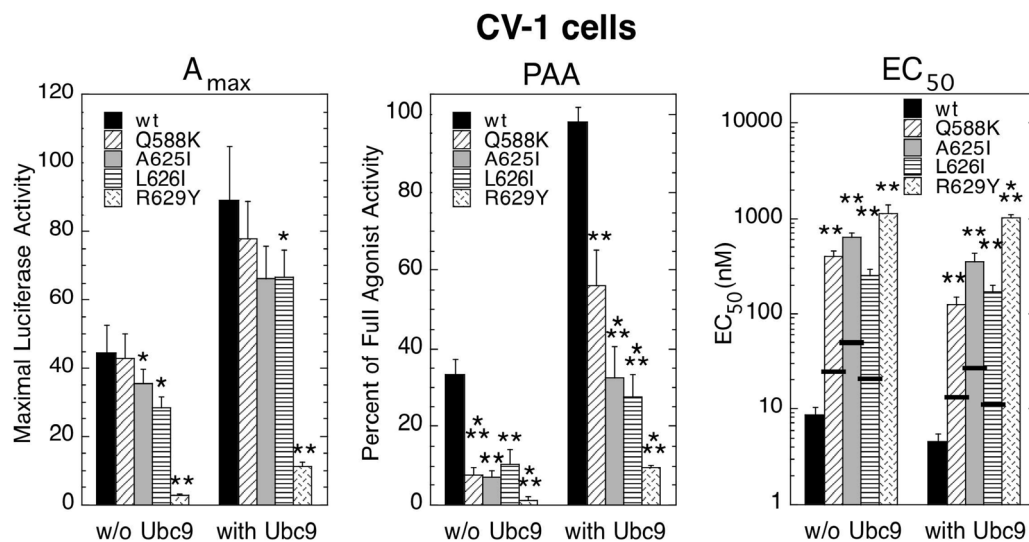 CV-1 cells
Amax
Maximal Luciferase Activity
120
100
80
60
40
20
0
wt
Q588K
A625I
L626I
R629Y
*
*
**
*
**
w/o Ubc9
with Ubc9
PAA
Percent of Full Agonist Activity
100
80
60
40
20
0
wt
Q588K
A625I
L626I
R629Y
*
**
**
**
*
**
**
*
**
*
**
*
**
w/o Ubc9
with Ubc9
EC50
EC50(nM)
10000
1000
100
10
1
wt
Q588K
A625I
L626I
R629Y
**
**
**
**
**
**
**
*
**
w/o Ubc9
with Ubc9